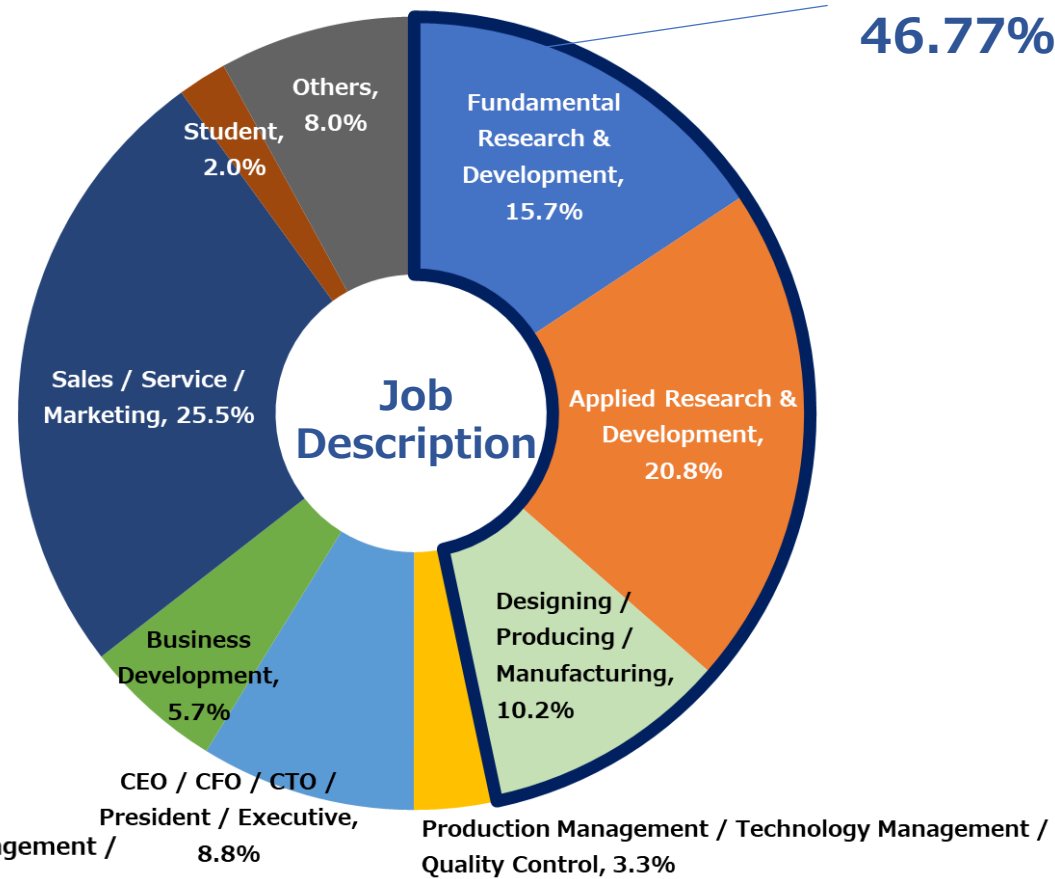 46.77%
Others,
8.0%
Fundamental
Research &
Development,
15.7%
Student,
2.0%
Sales / Service /
Marketing, 25.5%
Job
Description
Applied Research &
Development,
20.8%
Designing /
Producing /
Manufacturing,
10.2%
Business
Development,
5.7%
CEO / CFO / CTO /
President / Executive,
8.8%
Production Management / Technology Management /
Quality Control, 3.3%
/